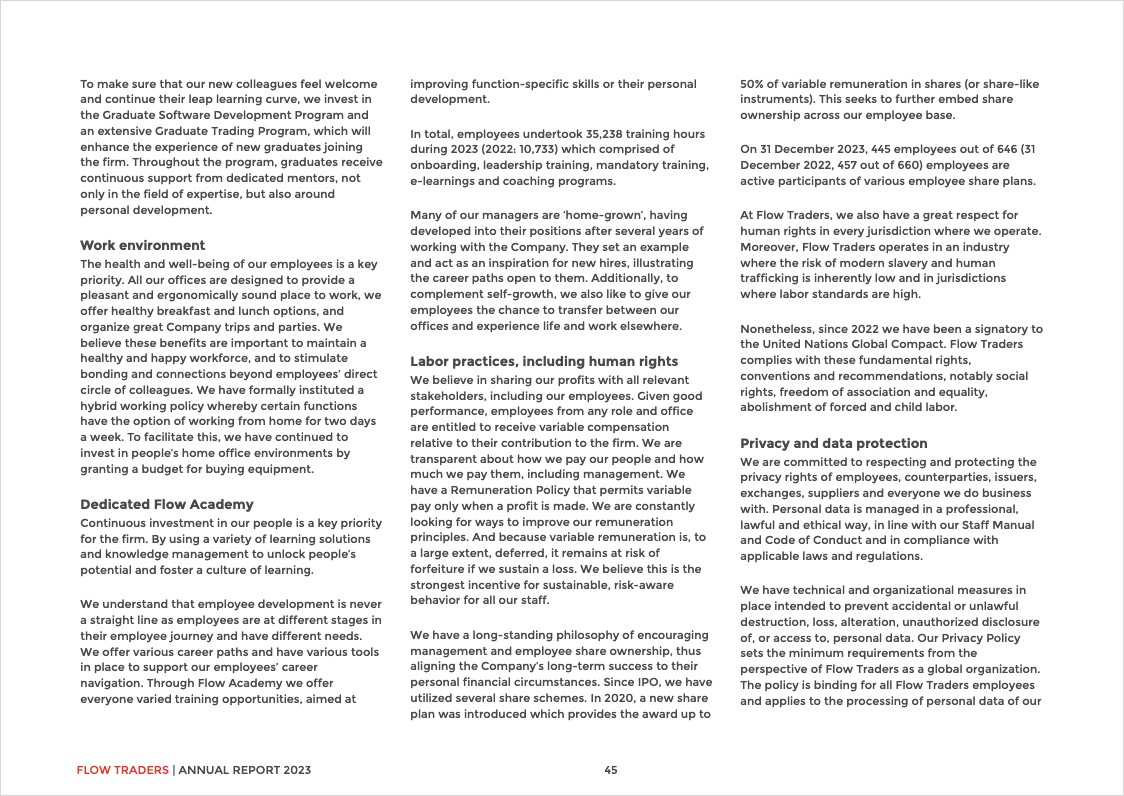 To make sure that our new colleagues feel welcome
and continue their leap learning curve, we invest in
the Graduate Software Development Program and
an extensive Graduate Trading Program, which will
enhance the experience of new graduates joining
the firm. Throughout the program, graduates receive
continuous support from dedicated mentors, not
only in the field of expertise, but also around
personal development.
Work environment
The health and well-being of our employees is a key
priority. All our offices are designed to provide a
pleasant and ergonomically sound place to work, we
offer healthy breakfast and lunch options, and
organize great Company trips and parties. We
believe these benefits are important to maintain a
healthy and happy workforce, and to stimulate
bonding and connections beyond employees' direct
circle of colleagues. We have formally instituted a
hybrid working policy whereby certain functions
have the option of working from home for two days
a week. To facilitate this, we have continued to
invest in people's home office environments by
granting a budget for buying equipment.
Dedicated Flow Academy
Continuous investment in our people is a key priority
for the firm. By using a variety of learning solutions
and knowledge management to unlock people's
potential and foster a culture of learning.
We understand that employee development is never
a straight line as employees are at different stages in
their employee journey and have different needs.
We offer various career paths and have various tools
in place to support our employees' career
navigation. Through Flow Academy we offer
everyone varied training opportunities, aimed at
improving function-specific skills or their personal
development.
In total, employees undertook 35,238 training hours
during 2023 (2022: 10,733) which comprised of
onboarding, leadership training, mandatory training,
e-learnings and coaching programs.
Many of our managers are 'home-grown', having
developed into their positions after several years of
working with the Company. They set an example
and act as an inspiration for new hires, illustrating
the career paths open to them. Additionally, to
complement self-growth, we also like to give our
employees the chance to transfer between our
offices and experience life and work elsewhere.
Labor practices, including human rights
We believe in sharing our profits with all relevant
stakeholders, including our employees. Given good
performance, employees from any role and office
are entitled to receive variable compensation
relative to their contribution to the firm. We are
transparent about how we pay our people and how
much we pay them, including management. We
have a Remuneration Policy that permits variable
pay only when a profit is made. We are constantly
looking for ways to improve our remuneration
principles. And because variable remuneration is, to
a large extent, deferred, it remains at risk of
forfeiture if we sustain a loss. We believe this is the
strongest incentive for sustainable, risk-aware
behavior for all our staff.
We have a long-standing philosophy of encouraging
management and employee share ownership, thus
aligning the Company's long-term success to their
personal financial circumstances. Since IPO, we have
utilized several share schemes. In 2020, a new share
plan was introduced which provides the award up to
50% of variable remuneration in shares (or share-like
instruments). This seeks to further embed share
ownership across our employee base.
On 31 December 2023, 445 employees out of 646 (31
December 2022, 457 out of 660) employees are
active participants of various employee share plans.
At Flow Traders, we also have a great respect for
human rights in every jurisdiction where we operate.
Moreover, Flow Traders operates in an industry
where the risk of modern slavery and human
trafficking is inherently low and in jurisdictions
where labor standards are high.
Nonetheless, since 2022 we have been a signatory to
the United Nations Global Compact. Flow Traders
complies with these fundamental rights,
conventions and recommendations, notably social
rights, freedom of association and equality,
abolishment of forced and child labor.
Privacy and data protection
We are committed to respecting and protecting the
privacy rights of employees, counterparties, issuers,
exchanges, suppliers and everyone we do business
with. Personal data is managed in a professional,
lawful and ethical way, in line with our Staff Manual
and Code of Conduct and in compliance with
applicable laws and regulations.
We have technical and organizational measures in
place intended to prevent accidental or unlawful
destruction, loss, alteration, unauthorized disclosure
of, or access to, personal data. Our Privacy Policy
sets the minimum requirements from the
perspective of Flow Traders as a global organization.
The policy is binding for all Flow Traders employees
and applies to the processing of personal data of our
FLOW TRADERS | ANNUAL REPORT 2023
45